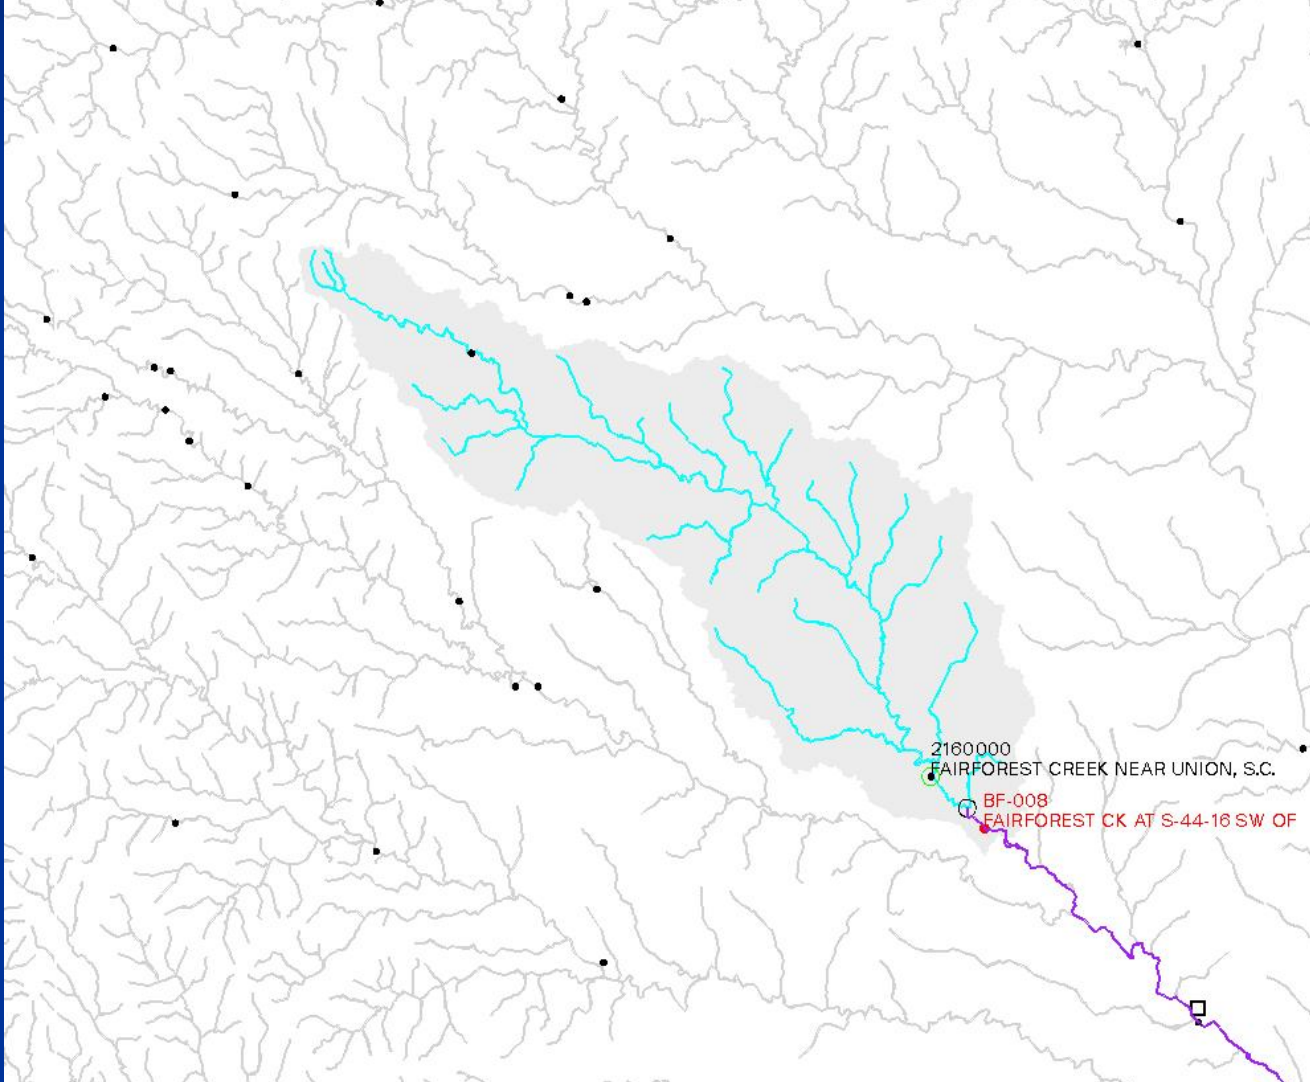 2160000
FAIRFOREST CREEK NEAR UNION, S.C.
BF-008
FAIRFOREST CK AT S-44-16 SW OF